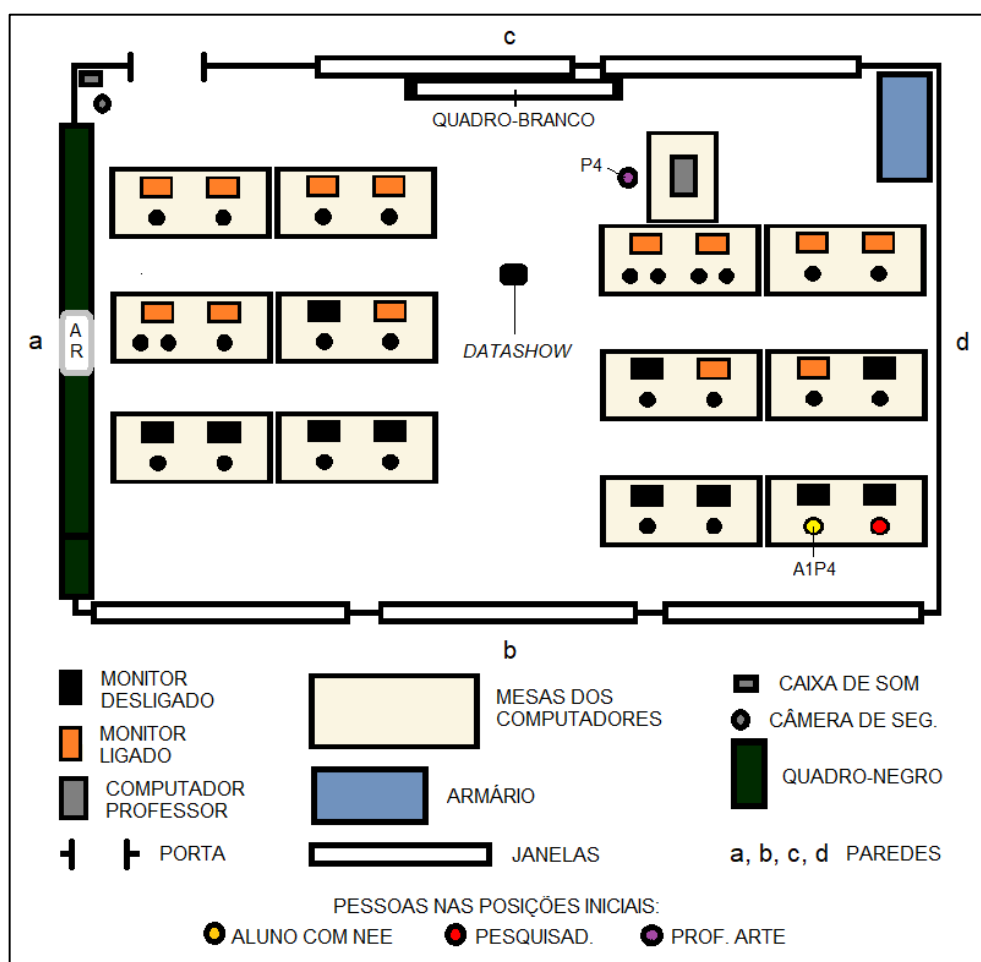 c
QUADRO-BRANCO
P4
a
A
R
DATASHOW
d
A1P4
b
MONITOR
DESLIGADO
MONITOR
LIGADO
COMPUTADOR
PROFESSOR
PORTA
MESAS DOS
COMPUTADORES
ARMÁRIO
JANELAS
CAIXA DE SOM
CÂMERA DE SEG.
QUADRO-NEGRO
a, b, c, d PAREDES
PESSOAS NAS POSIÇÕES INICIAIS:
ALUNO COM NEE PESQUISAD. PROF. ARTE